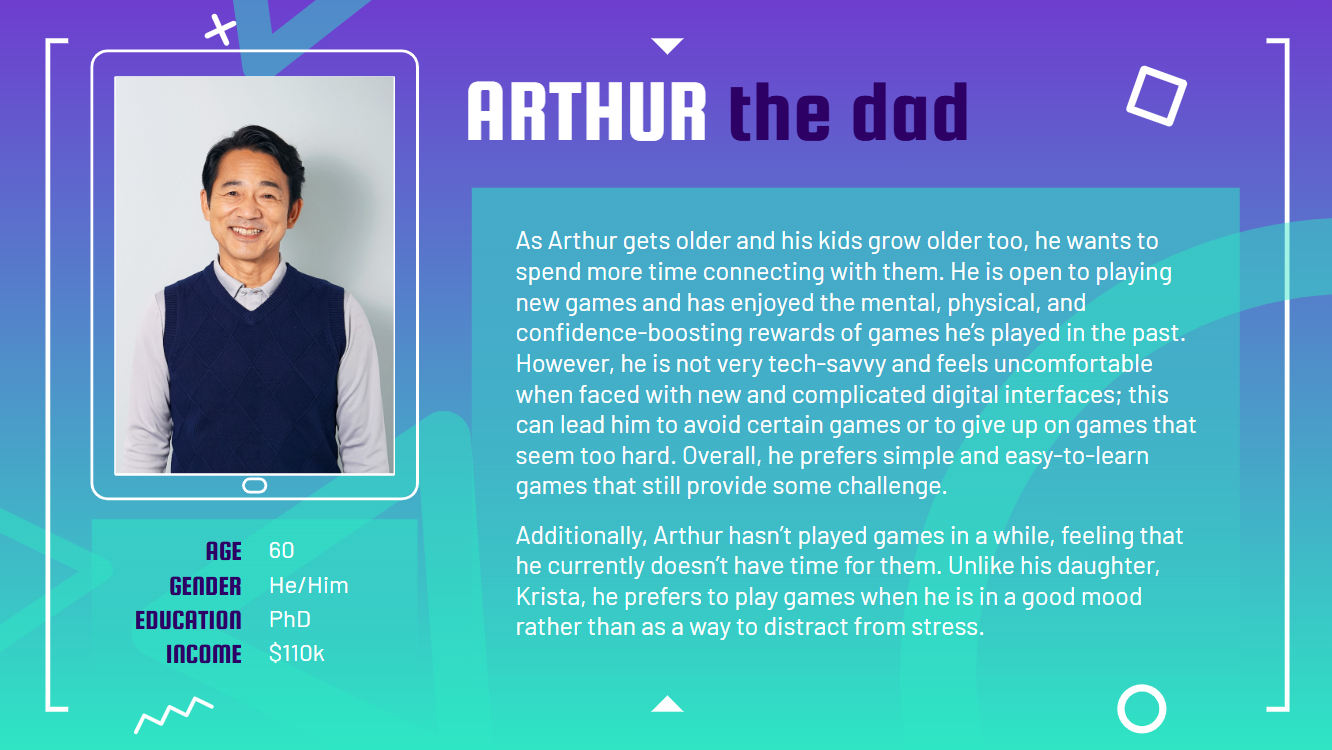 ARTHUR the dad
As Arthur gets older and his kids grow older too, he wants to
spend more time connecting with them. He is open to playing
new games and has enjoyed the mental, physical, and
confidence-boosting rewards of games he’s played in the past.
However, he is not very tech-savvy and feels uncomfortable
when faced with new and complicated digital interfaces; this
can lead him to avoid certain games or to give up on games that
seem too hard. Overall, he prefers simple and easy-to-learn
games that still provide some challenge.
Additionally, Arthur hasn’t played games in a while, feeling that
he currently doesn’t have time for them. Unlike his daughter,
Krista, he prefers to play games when he is in a good mood
rather than as a way to distract from stress.
AGE 60
GENDER He/Him
EDUCATION PhD
INCOME $110k